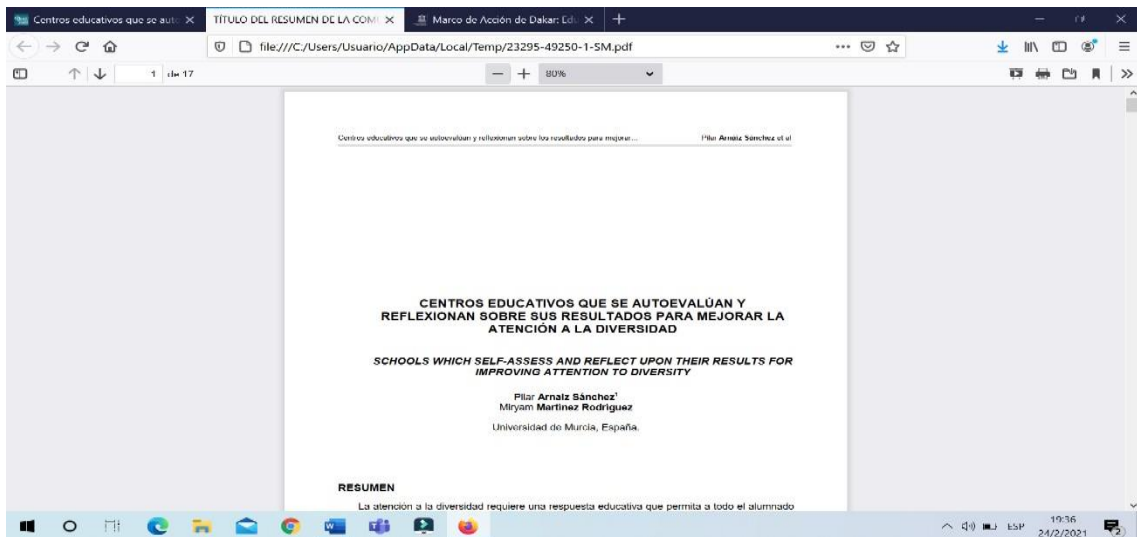 Centros educativos que se auto
TÍTULO DEL RESUMEN DE LA COM
Marco de Acción de Dakar: Edu
file:///C:/Users/Usuario/AppData/Local/Temp/23295-49250-1-SM.pdf
1 de 17
80%
Centros educativos que se autoevalúan y reflexionan sobre los resultados para mejorar... Pilar Arnáiz Sánchez et al
CENTROS EDUCATIVOS QUE SE AUTOEVALÚAN Y
REFLEXIONAN SOBRE SUS RESULTADOS PARA MEJORAR LA
ATENCIÓN A LA DIVERSIDAD
SCHOOLS WHICH SELF-ASSESS AND REFLECT UPON THEIR RESULTS FOR
IMPROVING ATTENTION TO DIVERSITY
Pilar Arnaiz Sánchez¹
Miryam Martínez Rodríguez
Universidad de Murcia, España.
RESUMEN
La atención a la diversidad requiere una respuesta educativa que permita a todo el alumnado
ESP
19:36
24/2/2021
2